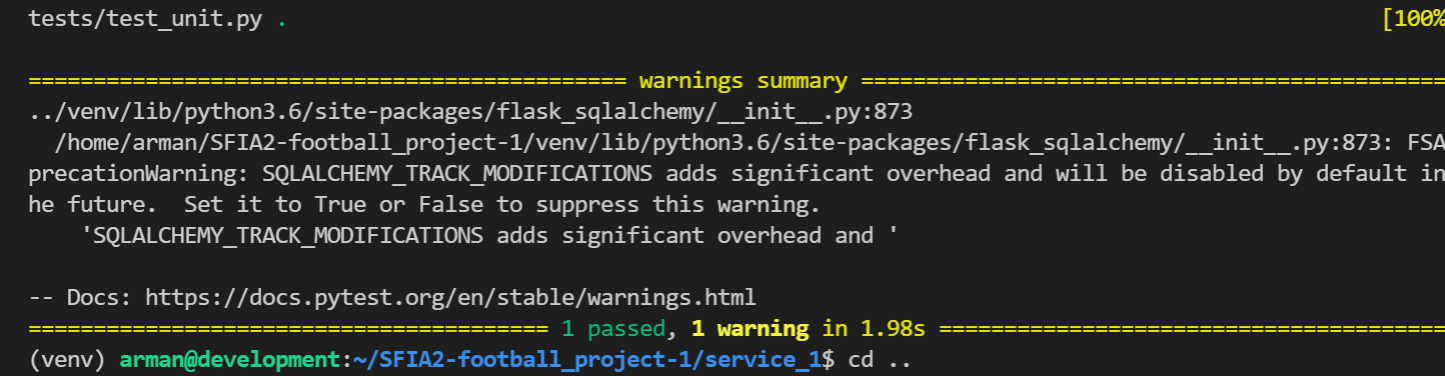 tests/test_unit.py . [100%
=============================================== warnings summary =============================================
../venv/lib/python3.6/site-packages/flask_sqlalchemy/__init__.py:873
  /home/arman/SFIA2-football_project-1/venv/lib/python3.6/site-packages/flask_sqlalchemy/__init__.py:873: FSA
precationWarning: SQLALCHEMY_TRACK_MODIFICATIONS adds significant overhead and will be disabled by default in
he future.  Set it to True or False to suppress this warning.
    'SQLALCHEMY_TRACK_MODIFICATIONS adds significant overhead and '
-- Docs: https://docs.pytest.org/en/stable/warnings.html
======================================== 1 passed, 1 warning in 1.98s =======================================
(venv) arman@development:~/SFIA2-football_project-1/service_1$ cd ..